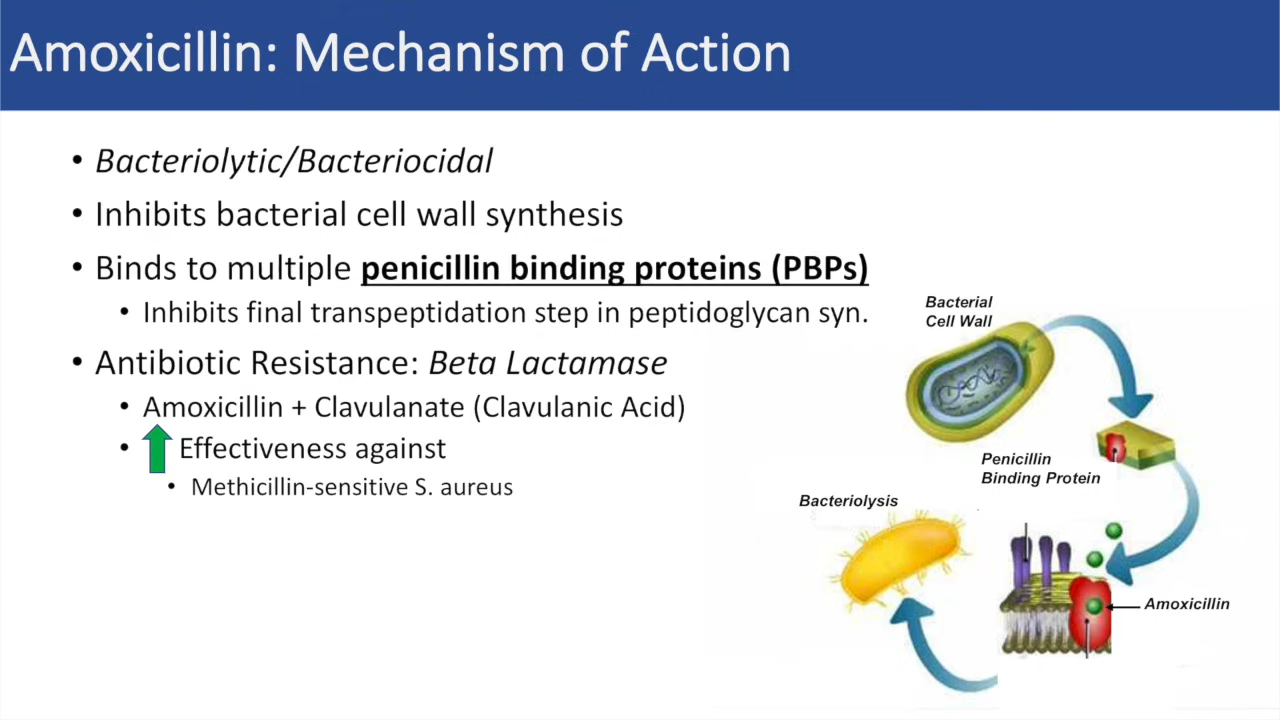 Amoxicillin: Mechanism of Action
• Bacteriolytic/Bacteriocidal
• Inhibits bacterial cell wall synthesis
• Binds to multiple penicillin binding proteins (PBPs)
• Inhibits final transpeptidation step in peptidoglycan syn.
• Antibiotic Resistance: Beta Lactamase
• Amoxicillin + Clavulanate (Clavulanic Acid)
• Effectiveness against
• Methicillin-sensitive S. aureus
Bacterial
Cell Wall
Penicillin
Binding Protein
Bacteriolysis
Amoxicillin